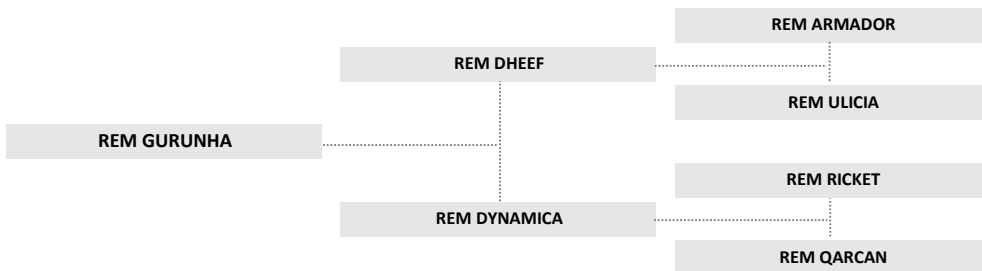 REM ARMADOR
REM DHEEF
REM ULICIA
REM GURUNHA
REM RICKET
REM DYNAMICA
REM QARCAN